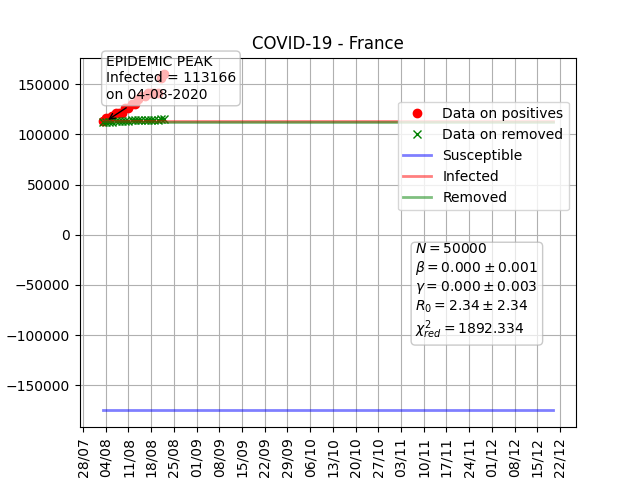 COVID-19 - France
EPIDEMIC PEAK
Infected = 113166
on 04-08-2020
150000
100000
50000
0
−50000
−100000
−150000
Data on positives
Data on removed
Susceptible
Infected
Removed
N = 50000
β = 0.000 ± 0.001
γ = 0.000 ± 0.003
R₀ = 2.34 ± 2.34
χ²red = 1892.334
28/07
04/08
11/08
18/08
25/08
01/09
08/09
15/09
22/09
29/09
06/10
13/10
20/10
27/10
03/11
10/11
17/11
24/11
01/12
08/12
15/12
22/12